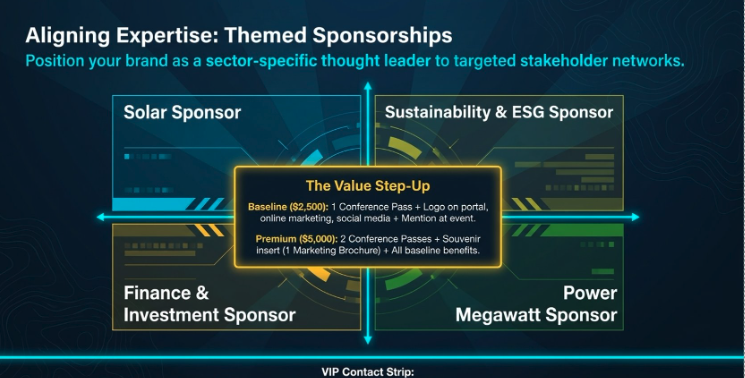 Aligning Expertise: Themed Sponsorships
Position your brand as a sector-specific thought leader to targeted stakeholder networks.
Solar Sponsor
Sustainability & ESG Sponsor
The Value Step-Up
Baseline ($2,500): 1 Conference Pass + Logo on portal,
online marketing, social media + Mention at event.
Premium ($5,000): 2 Conference Passes + Souvenir
insert (1 Marketing Brochure) + All baseline benefits.
Finance &
Investment Sponsor
Power
Megawatt Sponsor
VIP Contact Strip: